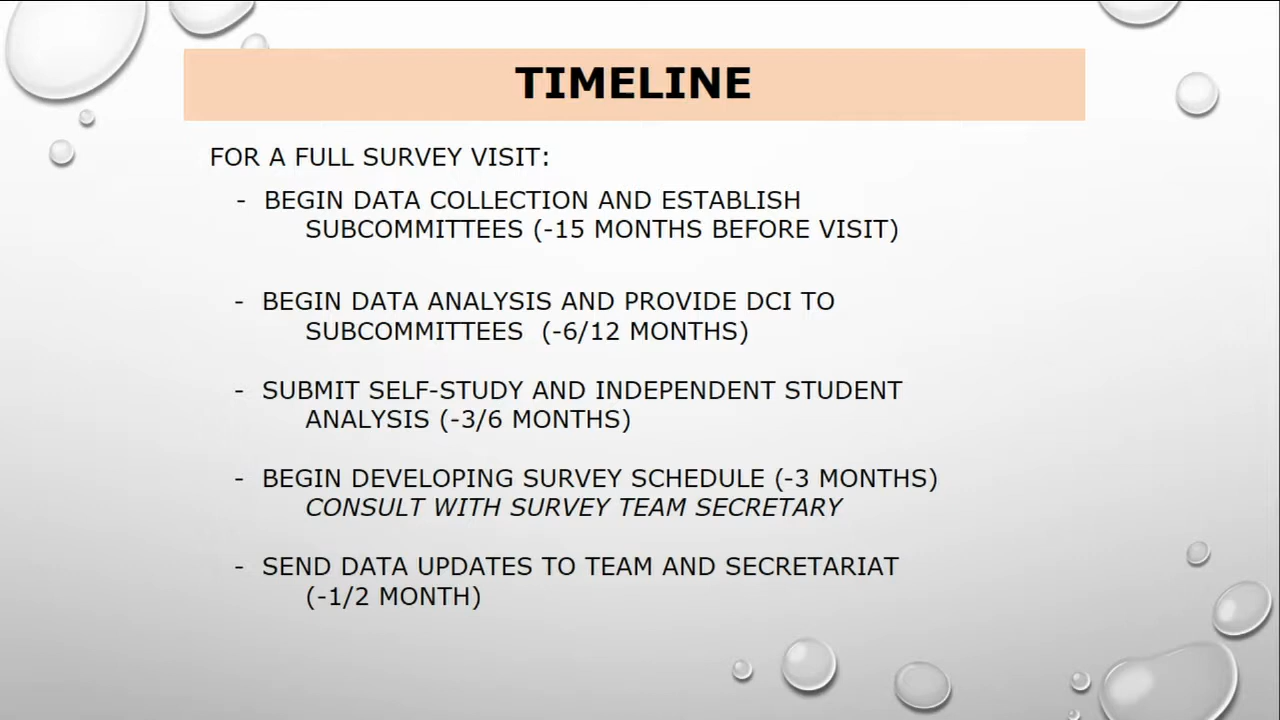 TIMELINE
FOR A FULL SURVEY VISIT:
- BEGIN DATA COLLECTION AND ESTABLISH
SUBCOMMITTEES (-15 MONTHS BEFORE VISIT)
- BEGIN DATA ANALYSIS AND PROVIDE DCI TO
SUBCOMMITTEES (-6/12 MONTHS)
- SUBMIT SELF-STUDY AND INDEPENDENT STUDENT
ANALYSIS (-3/6 MONTHS)
- BEGIN DEVELOPING SURVEY SCHEDULE (-3 MONTHS)
CONSULT WITH SURVEY TEAM SECRETARY
- SEND DATA UPDATES TO TEAM AND SECRETARIAT
(-1/2 MONTH)